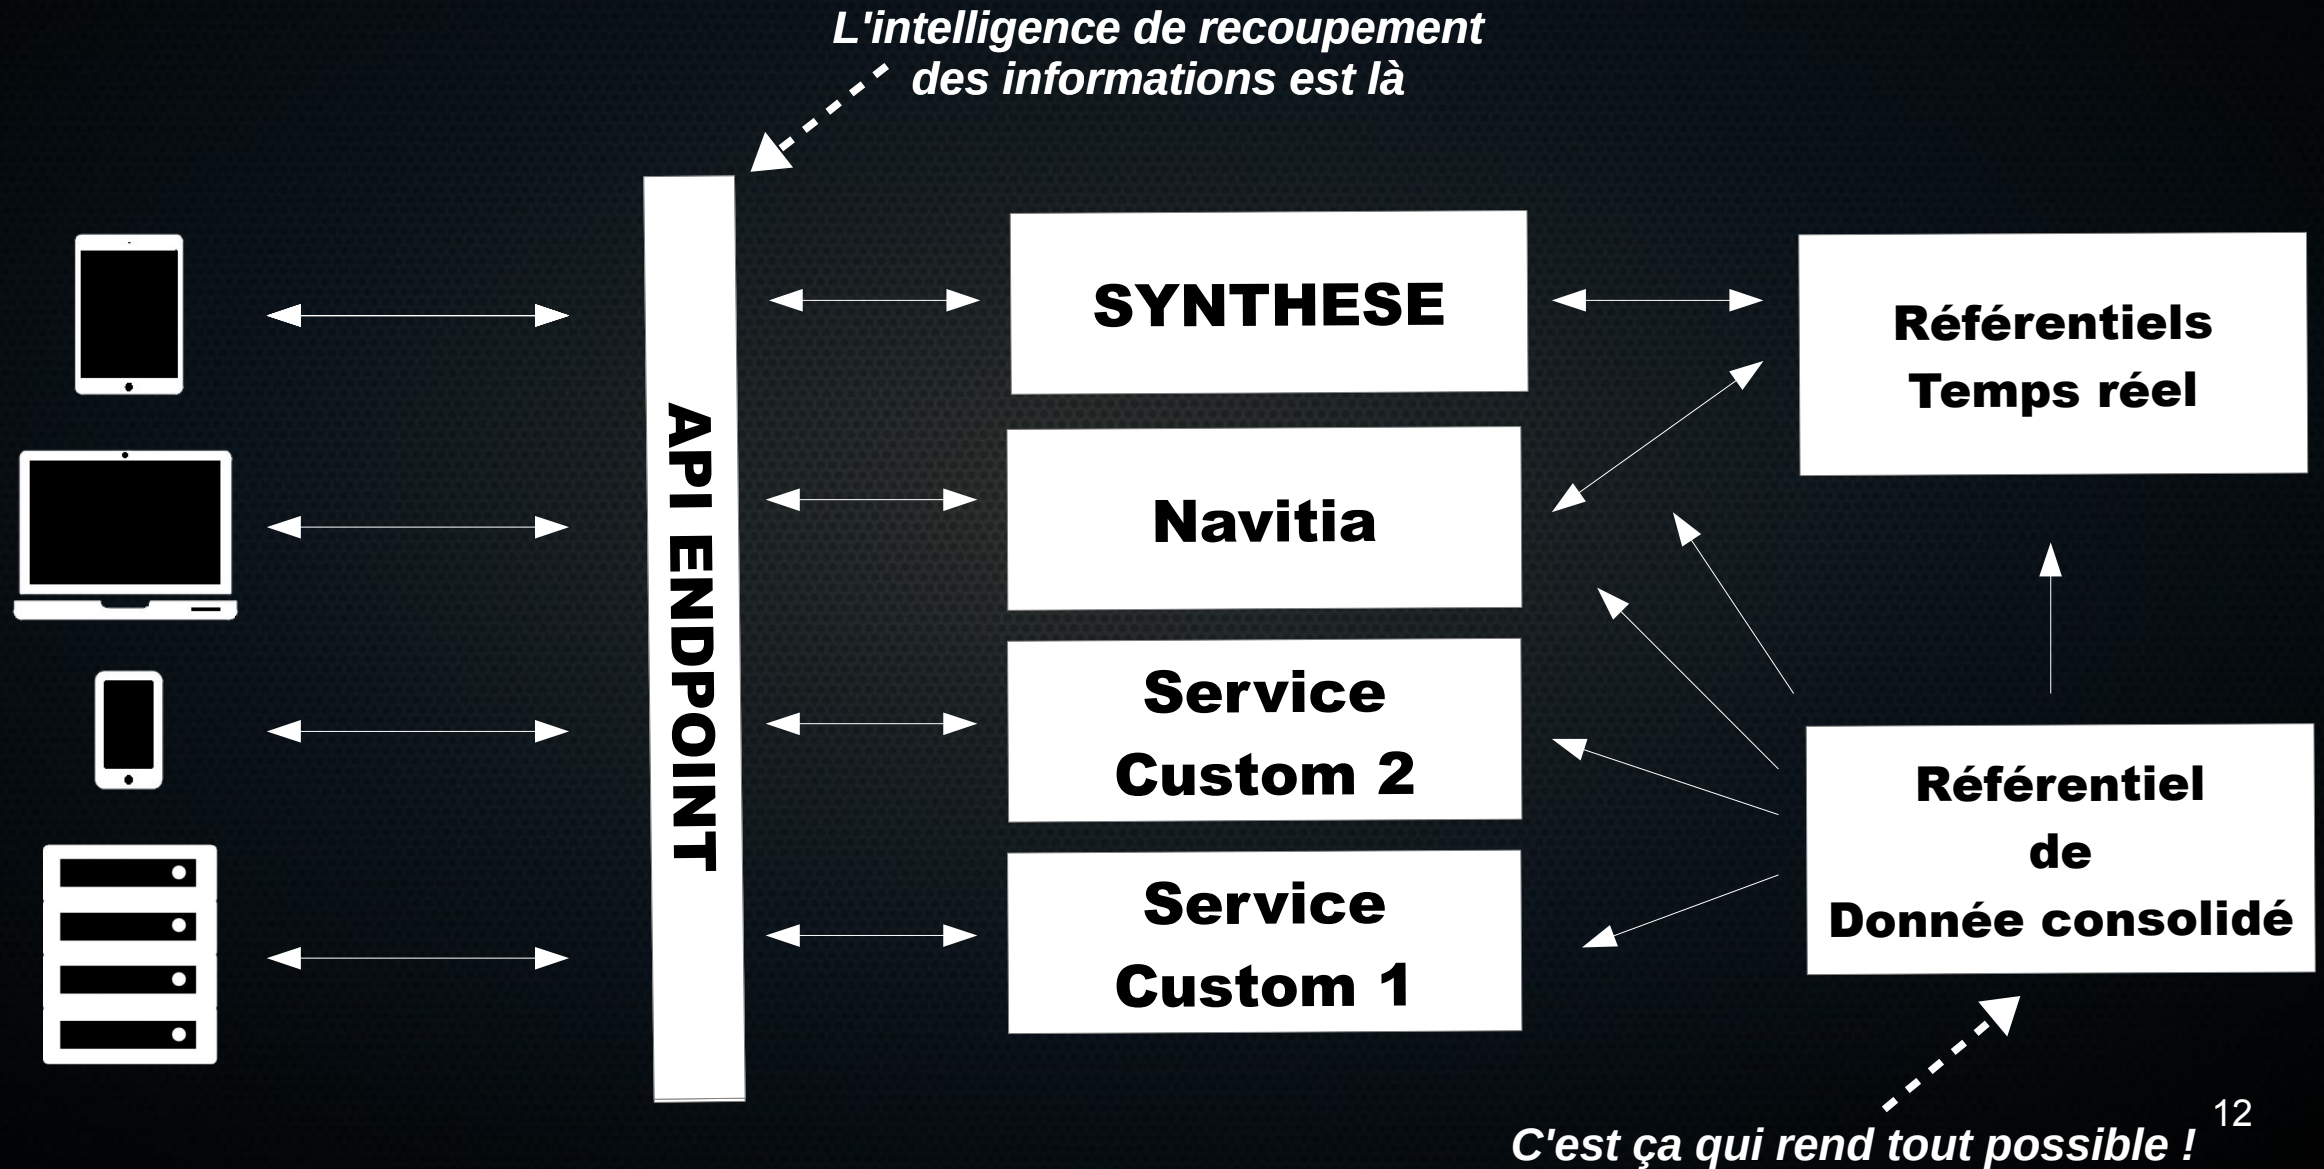 L'intelligence de recoupement
des informations est là
API ENDPOINT
SYNTHESE
Navitia
Service
Custom 2
Service
Custom 1
Référentiels
Temps réel
Référentiel
de
Donnée consolidé
C'est ça qui rend tout possible !
12